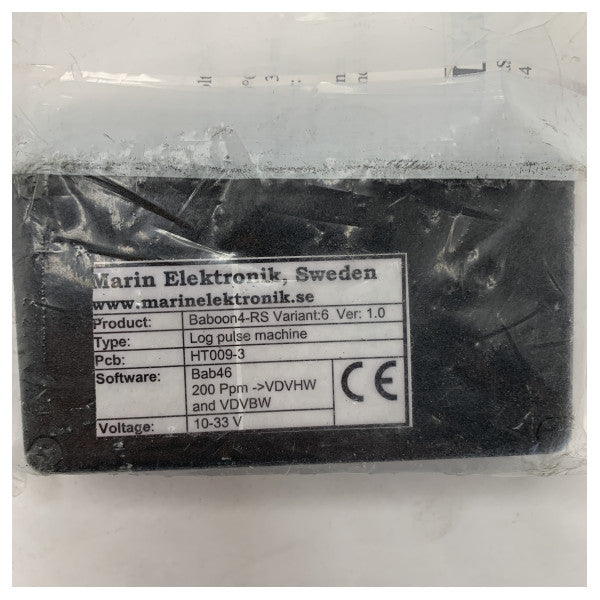 Marin Elektronik, Sweden
www.marinelektronik.se
Product: Baboon4-RS Variant:6 Ver: 1.0
Type: Log pulse machine
Pcb: HT009-3
Software: Bab46
200 Ppm ->VDVHW
and VDVBW
CE
Voltage: 10-33 V